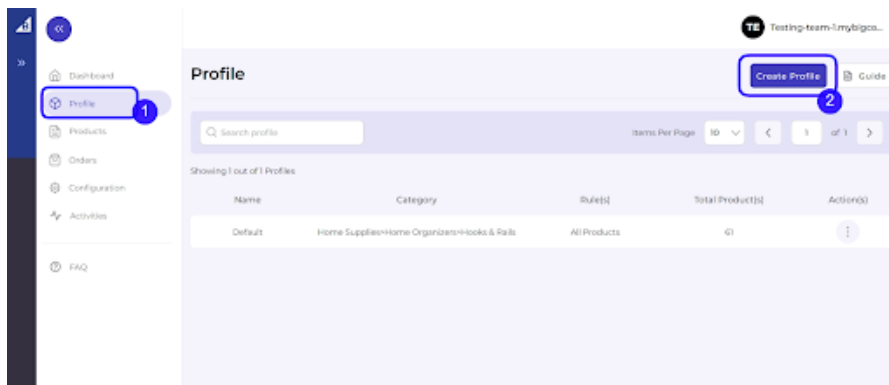 TE Testing-team-1.mybigco...
Dashboard
Profile
1
Products
Orders
Configuration
Activities
FAQ
Profile
Create Profile
2
Guide
Search profile
Items Per Page 10 1 of 1
Showing 1 out of 1 Profiles
Name Category Rule(s) Total Product(s) Action(s)
Default Home Supplies>Home Organizers>Hooks & Rails All Products 61